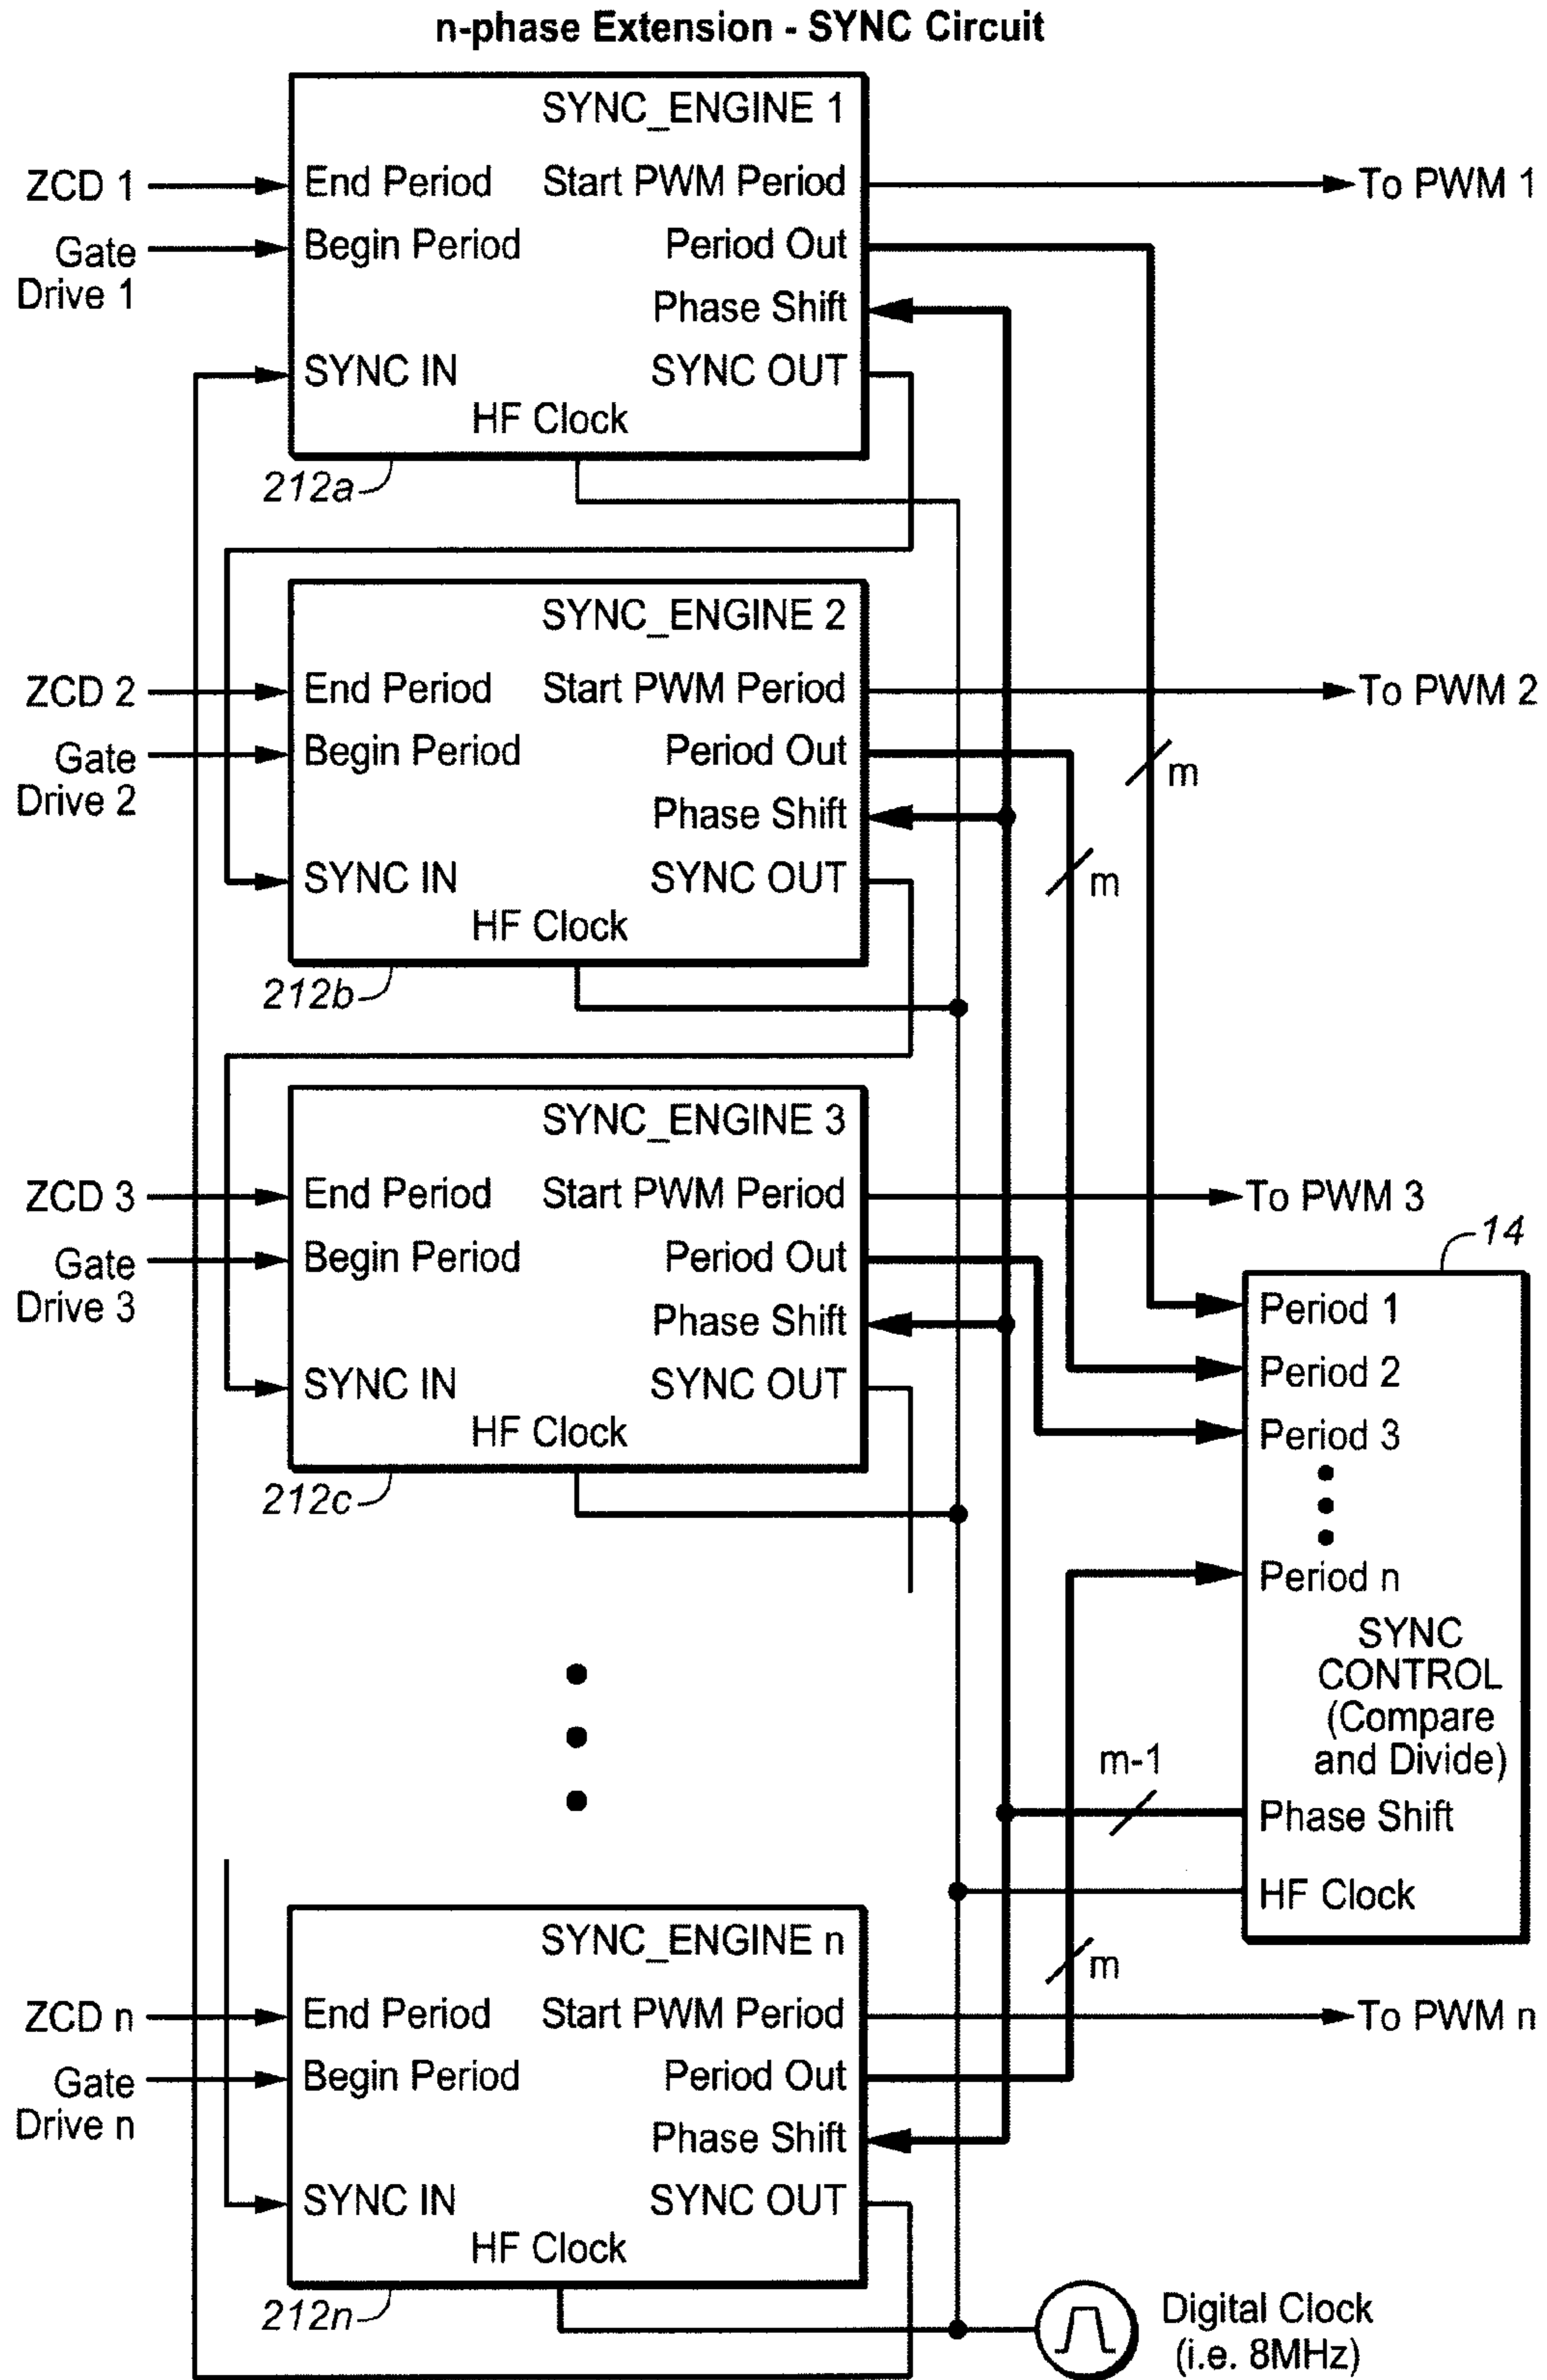 n-phase Extension - SYNC Circuit
SYNC_ENGINE 1
ZCD 1
End Period
Start PWM Period
To PWM 1
Gate
Drive 1
Begin Period
Period Out
Phase Shift
SYNC IN
SYNC OUT
HF Clock
212a
SYNC_ENGINE 2
ZCD 2
End Period
Start PWM Period
To PWM 2
Gate
Drive 2
Begin Period
Period Out
m
Phase Shift
m
SYNC IN
SYNC OUT
HF Clock
212b
SYNC_ENGINE 3
ZCD 3
End Period
Start PWM Period
To PWM 3
Gate
Drive 3
Begin Period
Period Out
Phase Shift
SYNC IN
SYNC OUT
HF Clock
212c
14
Period 1
Period 2
Period 3
Period n
SYNC
CONTROL
(Compare
and Divide)
m-1
Phase Shift
HF Clock
SYNC_ENGINE n
m
ZCD n
End Period
Start PWM Period
To PWM n
Gate
Drive n
Begin Period
Period Out
Phase Shift
SYNC IN
SYNC OUT
HF Clock
212n
Digital Clock
(i.e. 8MHz)